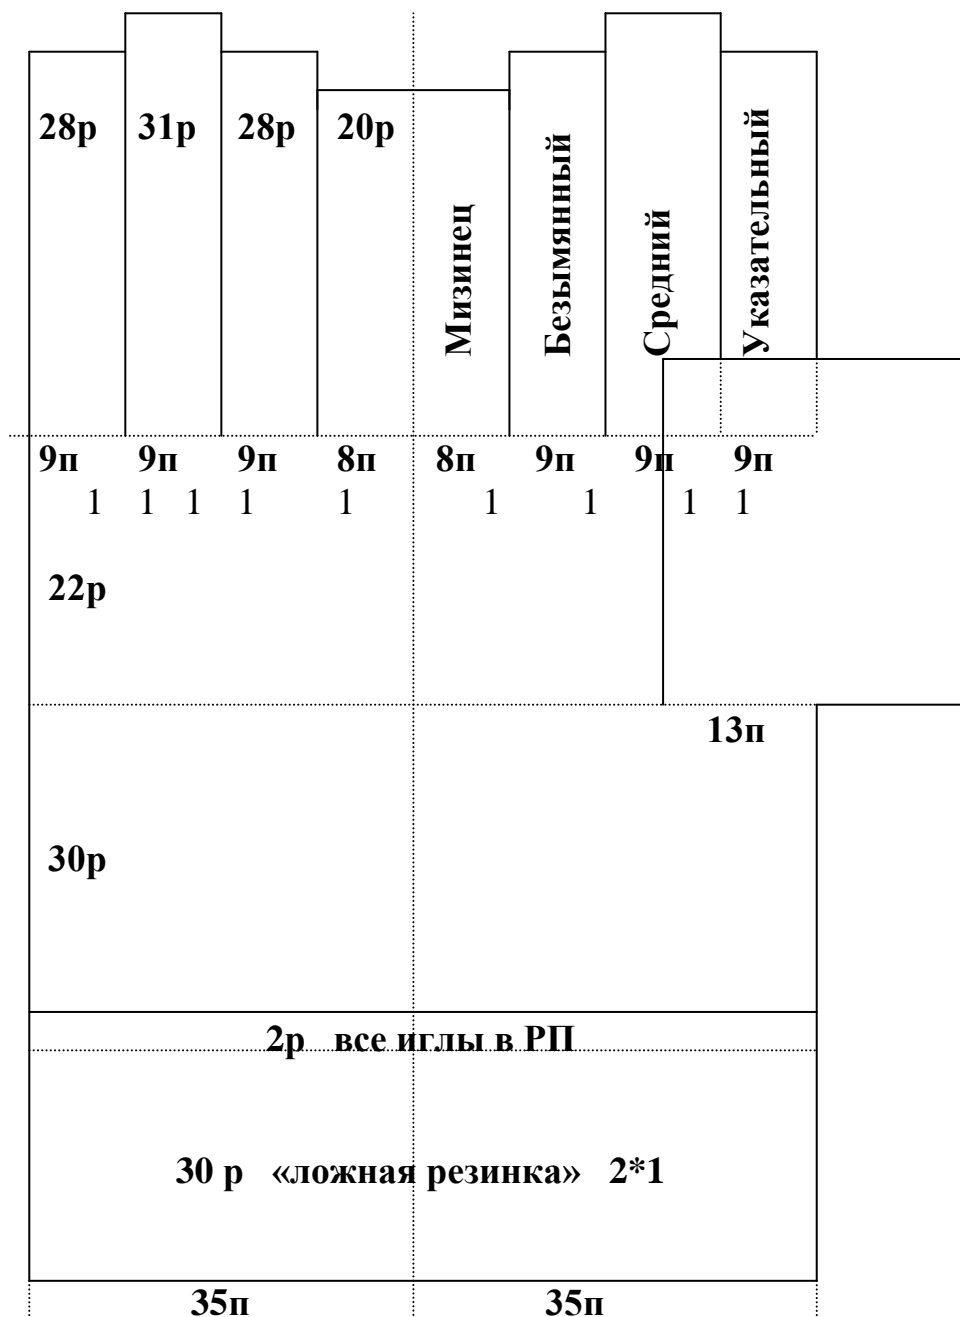 28р 31р 28р 20р
Мизинец
Безымянный
Средний
Указательный
9п 9п 9п 8п 8п 9п 9п 9п
1 1 1 1 1 1 1 1 1
22р
13п
30р
2р все иглы в РП
30 р «ложная резинка» 2*1
35п 35п